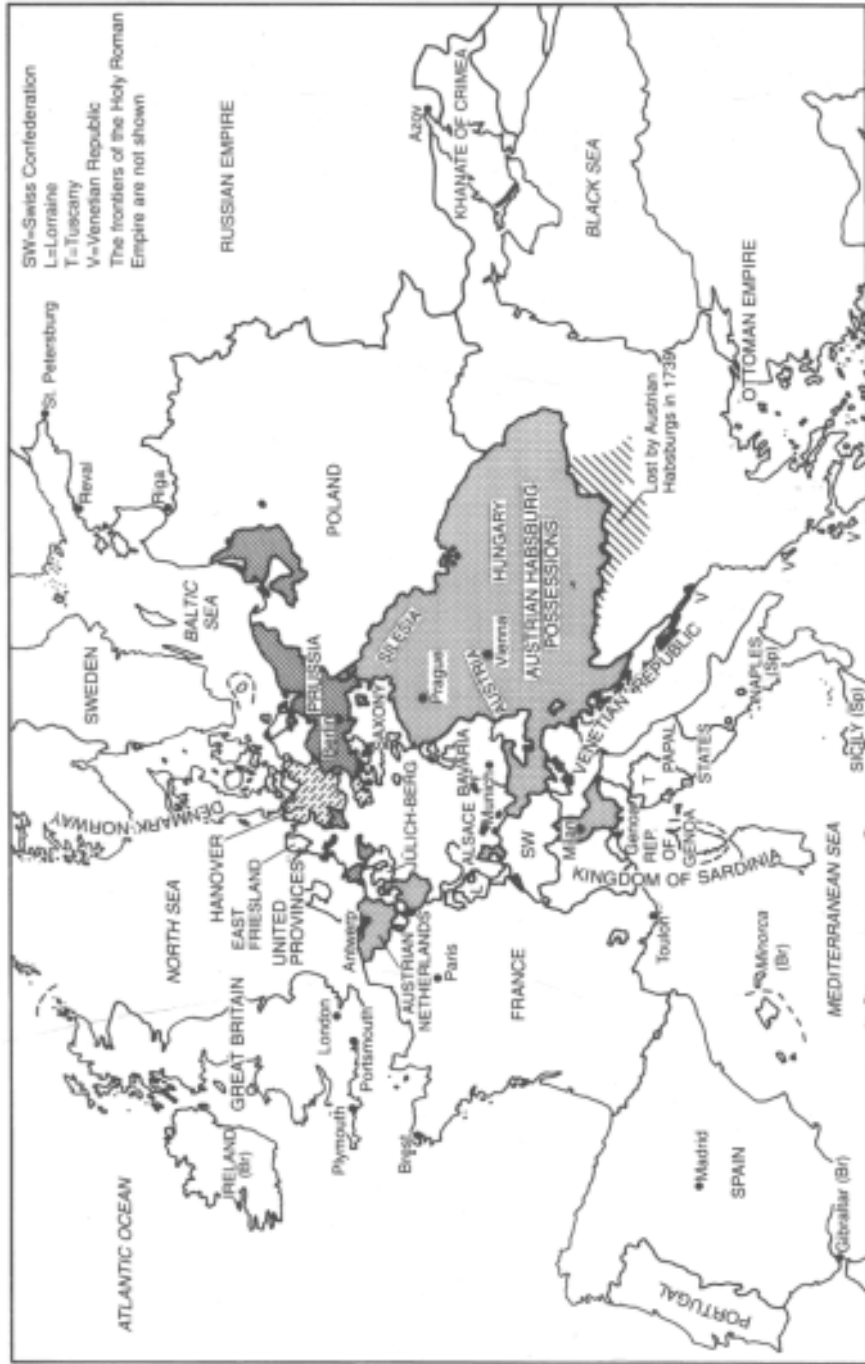 SW=Swiss Confederation
L=Lorraine
T=Tuscany
V=Venetian Republic
The frontiers of the Holy Roman
Empire are not shown
ATLANTIC OCEAN
NORTH SEA
SWEDEN
BALTIC
SEA
St. Petersburg
Reval
Riga
RUSSIAN EMPIRE
DENMARK-NORWAY
IRELAND
(Br)
GREAT BRITAIN
London
Portsmouth
Plymouth
HANOVER
EAST
FRIESLAND
UNITED
PROVINCES
Antwerp
AUSTRIAN
NETHERLANDS
JÜLICH-BERG
Berlin
PRUSSIA
SAXONY
POLAND
SILESIA
Prague
Brest
Paris
FRANCE
L
ALSACE
BAVARIA
Munich
AUSTRIA
Vienna
HUNGARY
AUSTRIAN HABSBURG
POSSESSIONS
Azov
KHANATE OF CRIMEA
BLACK SEA
SW
Milan
VENETIAN REPUBLIC
Genoa
REP.
OF
GENOA
KINGDOM OF SARDINIA
T
PAPAL
STATES
NAPLES
(Sp)
SICILY (Sp)
V
V
V
Lost by Austrian
Habsburgs in 1739
OTTOMAN EMPIRE
Toulon
Minorca
(Br)
MEDITERRANEAN SEA
Madrid
SPAIN
PORTUGAL
Gibraltar (Br)